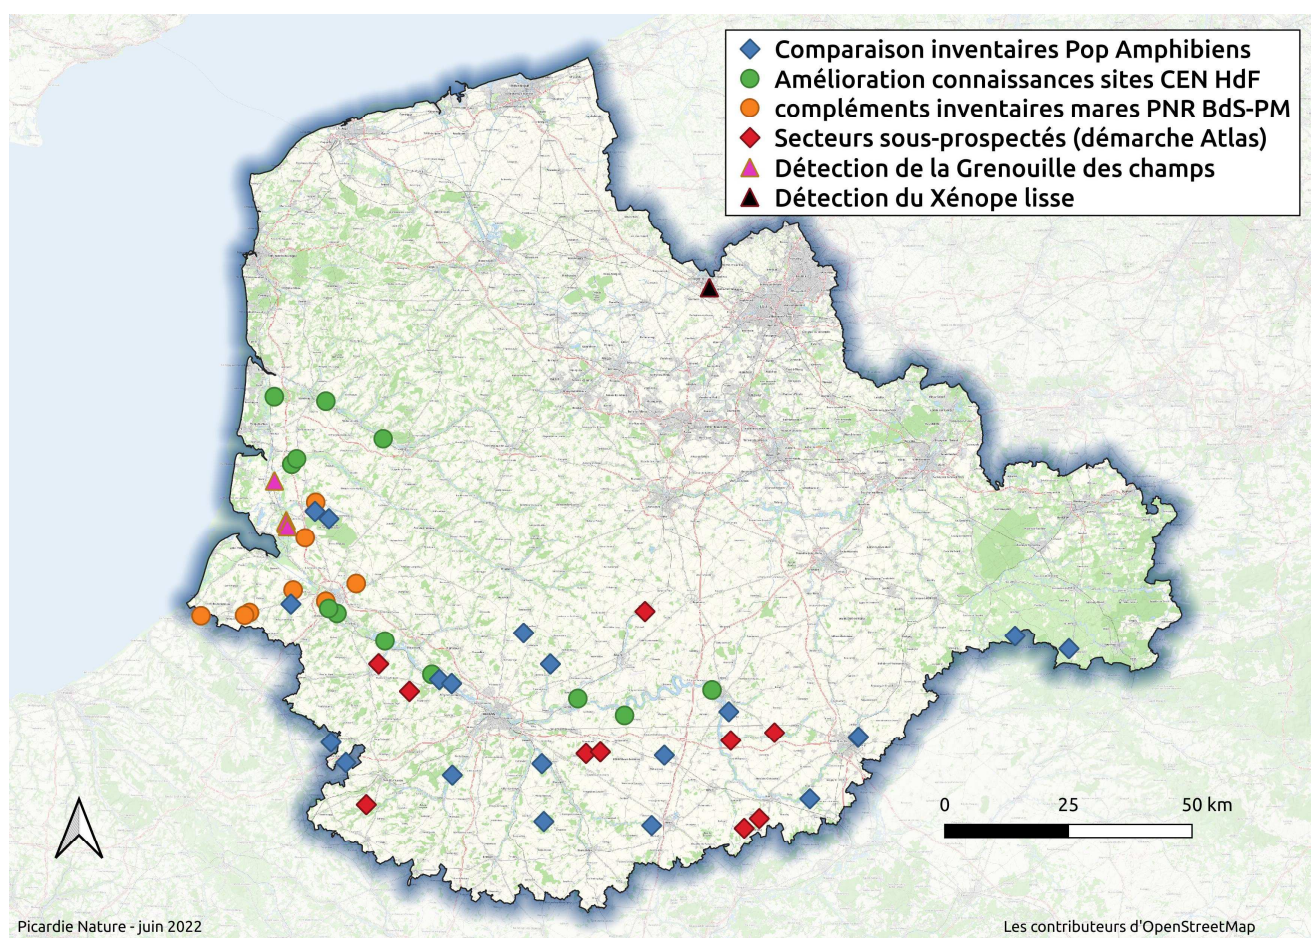 Comparaison inventaires Pop Amphibiens
Amélioration connaissances sites CEN HdF
compléments inventaires mares PNR BdS-PM
Secteurs sous-prospectés (démarche Atlas)
Détection de la Grenouille des champs
Détection du Xénope lisse
0 25 50 km
Picardie Nature - juin 2022
Les contributeurs d'OpenStreetMap